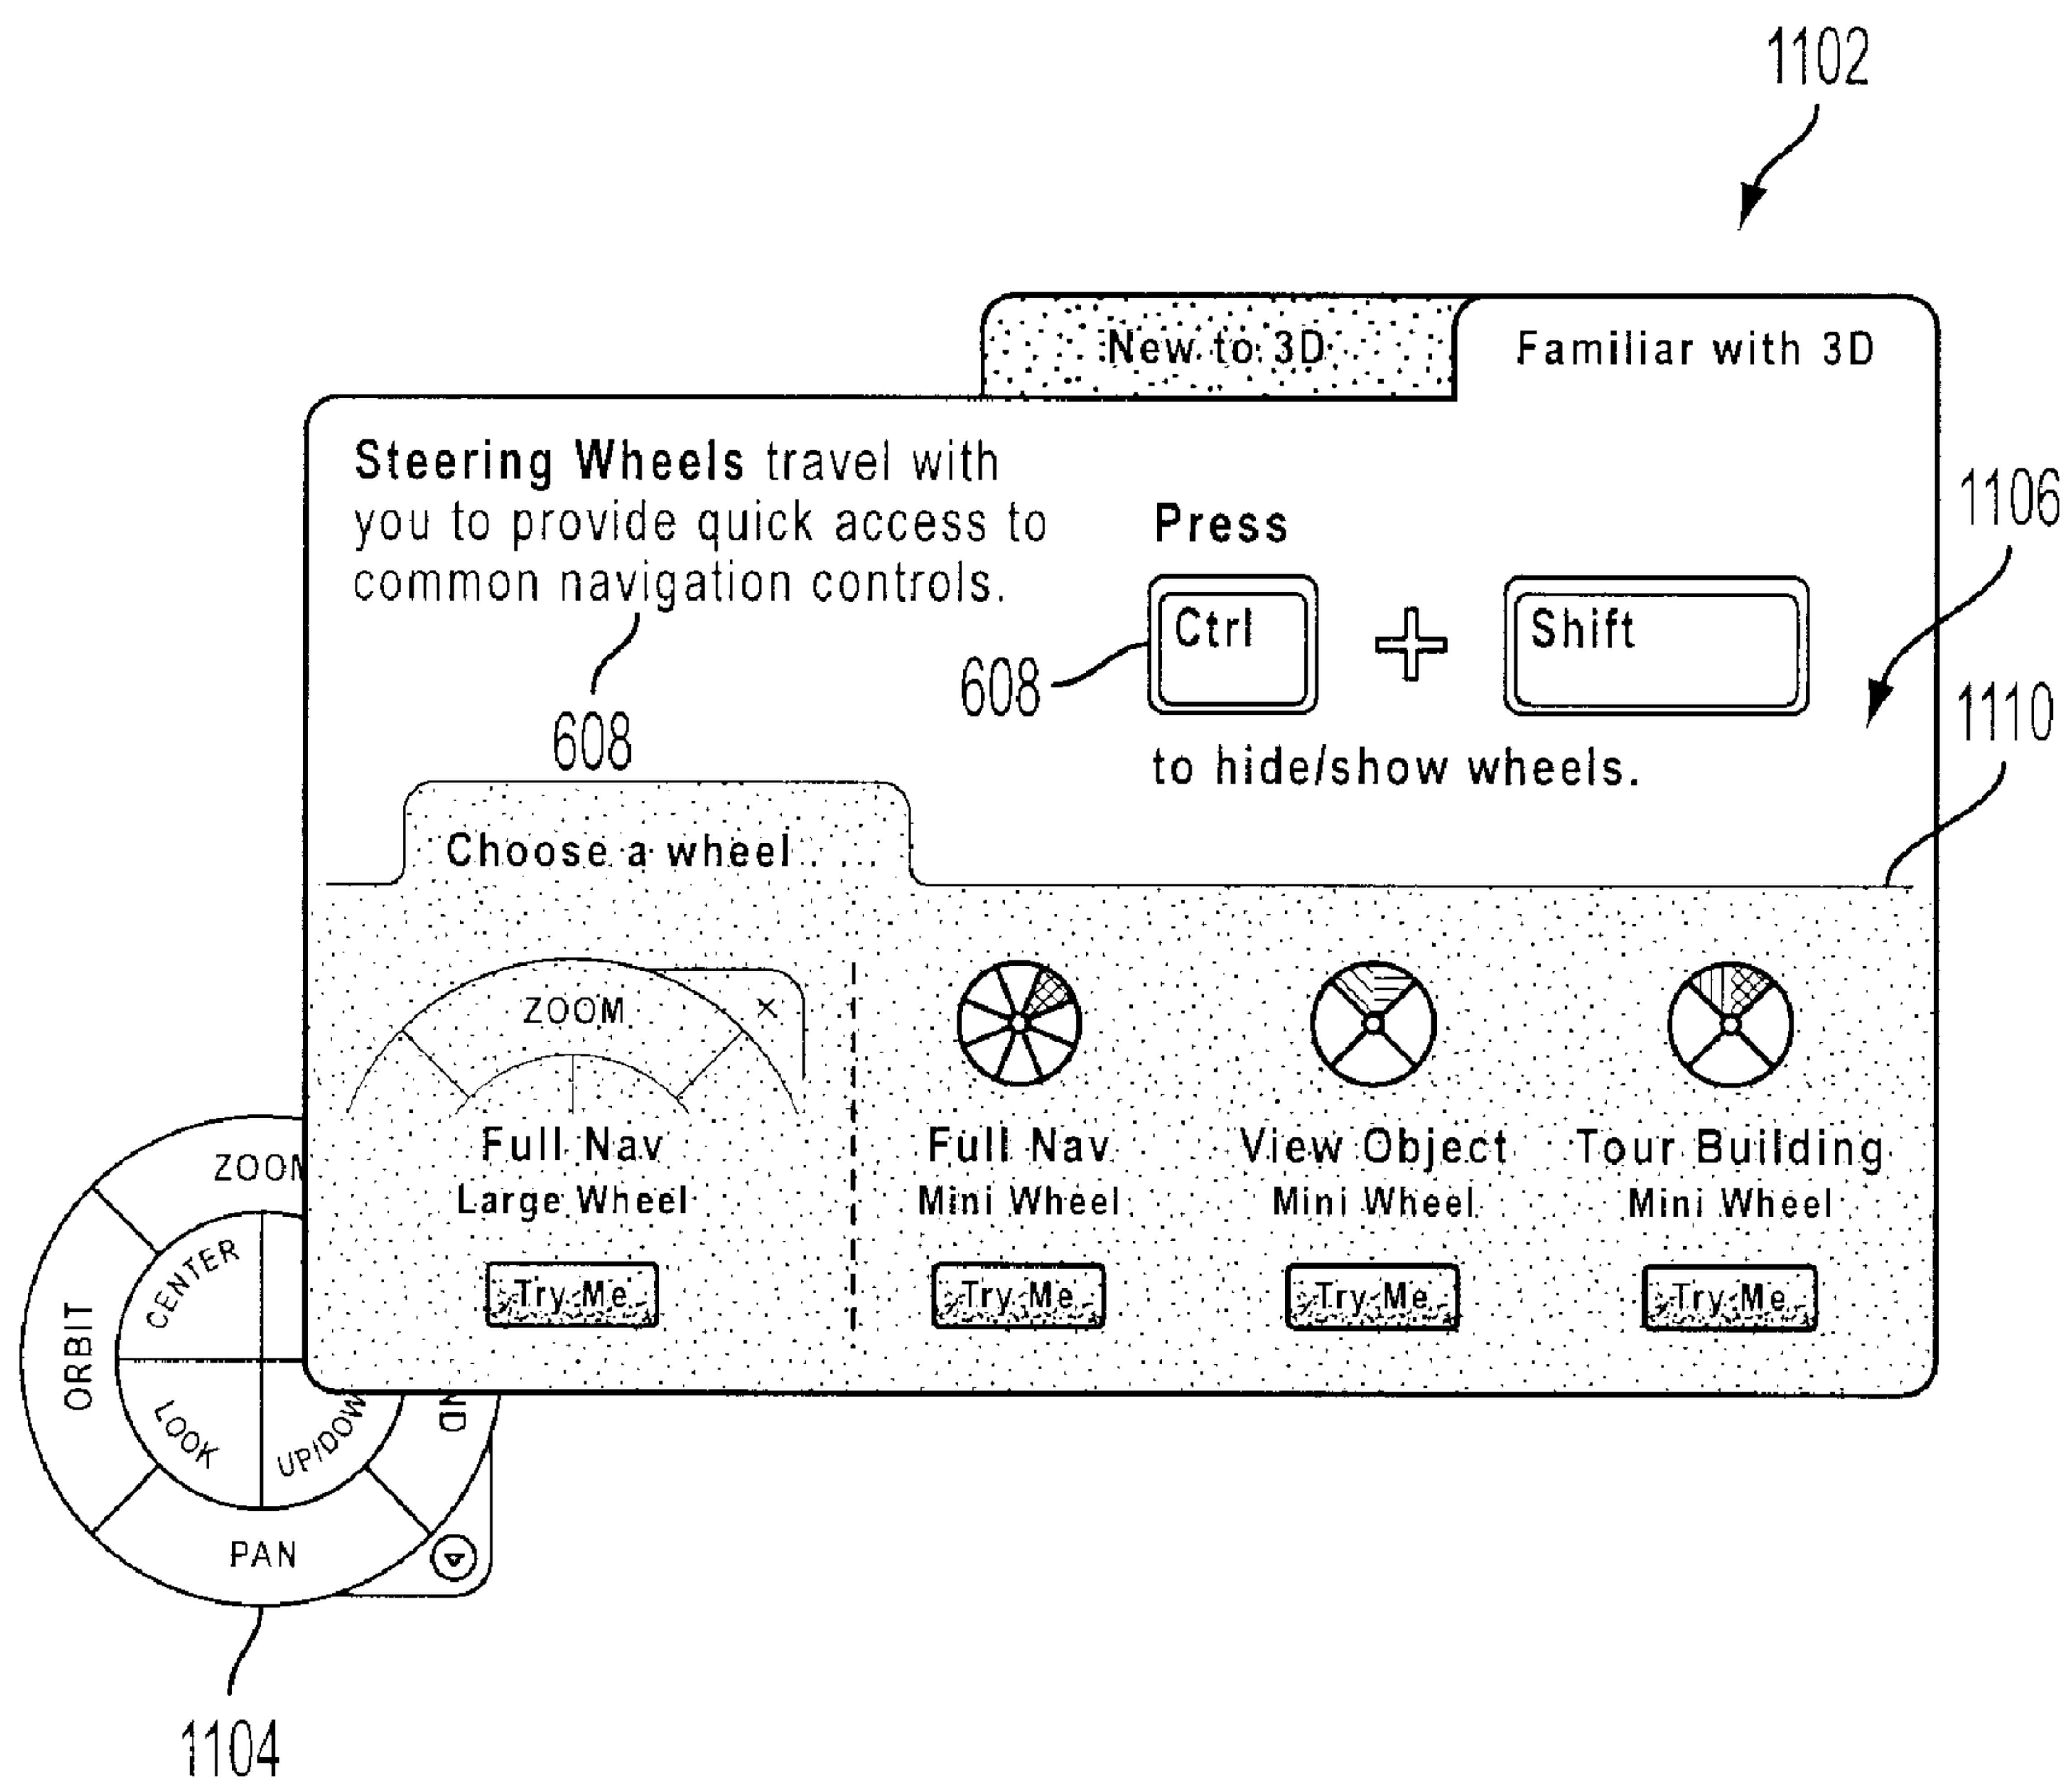 1102
New to 3D
Familiar with 3D
Steering Wheels travel with
you to provide quick access to
common navigation controls.
608
Press
Ctrl
Shift
608
to hide/show wheels.
1106
1110
Choose a wheel
ZOOM
×
Full Nav
Large Wheel
Try Me
Full Nav
Mini Wheel
Try Me
View Object
Mini Wheel
Try Me
Tour Building
Mini Wheel
Try Me
ZOOM
CENTER
ORBIT
LOOK
UP/DOWN
ND
PAN
1104